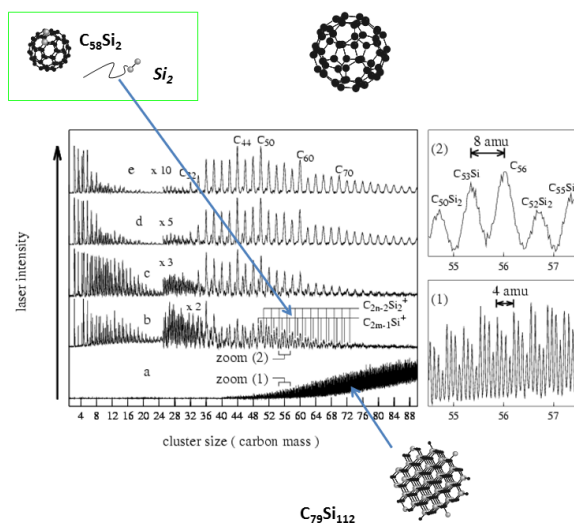 C₅₈Si₂
Si₂
laser intensity
e x 10 C₃₂ C₄₄ C₅₀ C₆₀ C₇₀
d x 5
c x 3
b x 2
C₂ₙ₋₂Si₂⁺
C₂ₘ₋₁Si⁺
zoom (2)
zoom (1)
a
4 8 12 16 20 24 28 32 36 40 44 48 52 56 60 64 68 72 76 80 84 88
cluster size ( carbon mass )
(2) 8 amu
C₅₀Si₂ C₅₃Si C₅₆ C₅₂Si₂ C₅₅Si
55 56 57
(1) 4 amu
55 56 57
C₇₉Si₁₁₂